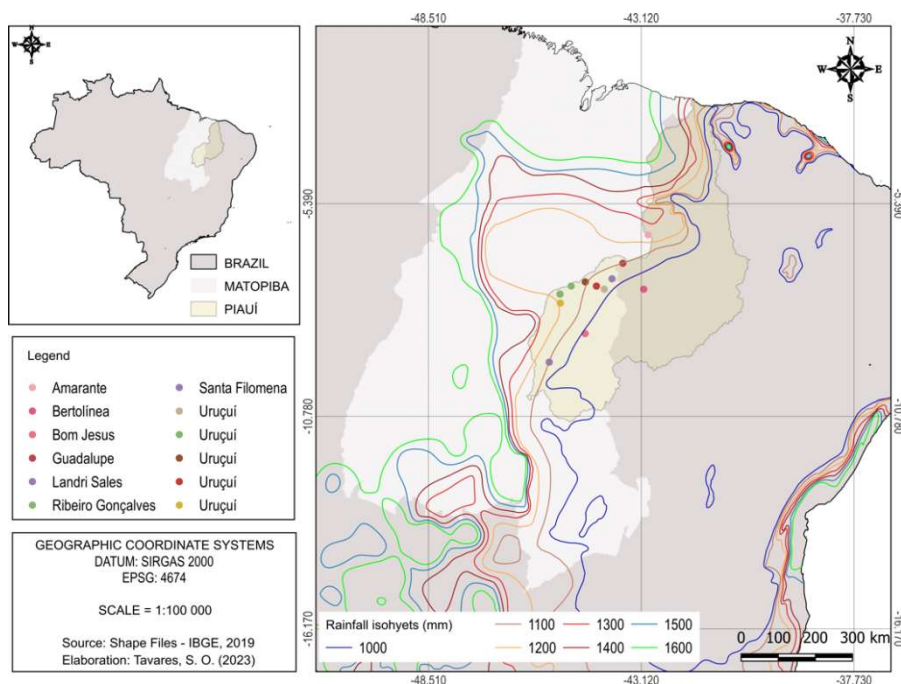 N
W E
S
BRAZIL
MATOPIBA
PIAUÍ
Legend
Amarante
Bertolínea
Bom Jesus
Guadalupe
Landri Sales
Ribeiro Gonçalves
Santa Filomena
Uruçuí
Uruçuí
Uruçuí
Uruçuí
Uruçuí
GEOGRAPHIC COORDINATE SYSTEMS
DATUM: SIRGAS 2000
EPSG: 4674
SCALE = 1:100 000
Source: Shape Files - IBGE, 2019
Elaboration: Tavares, S. O. (2023)
-48.510 -43.120 -37.730
N
W E
S
-5.390 -5.390
-10.780 -10.780
-16.170 -16.170
Rainfall isohyets (mm)
1000
1100
1200
1300
1400
1500
1600
0 100 200 300 km
-48.510 -43.120 -37.730